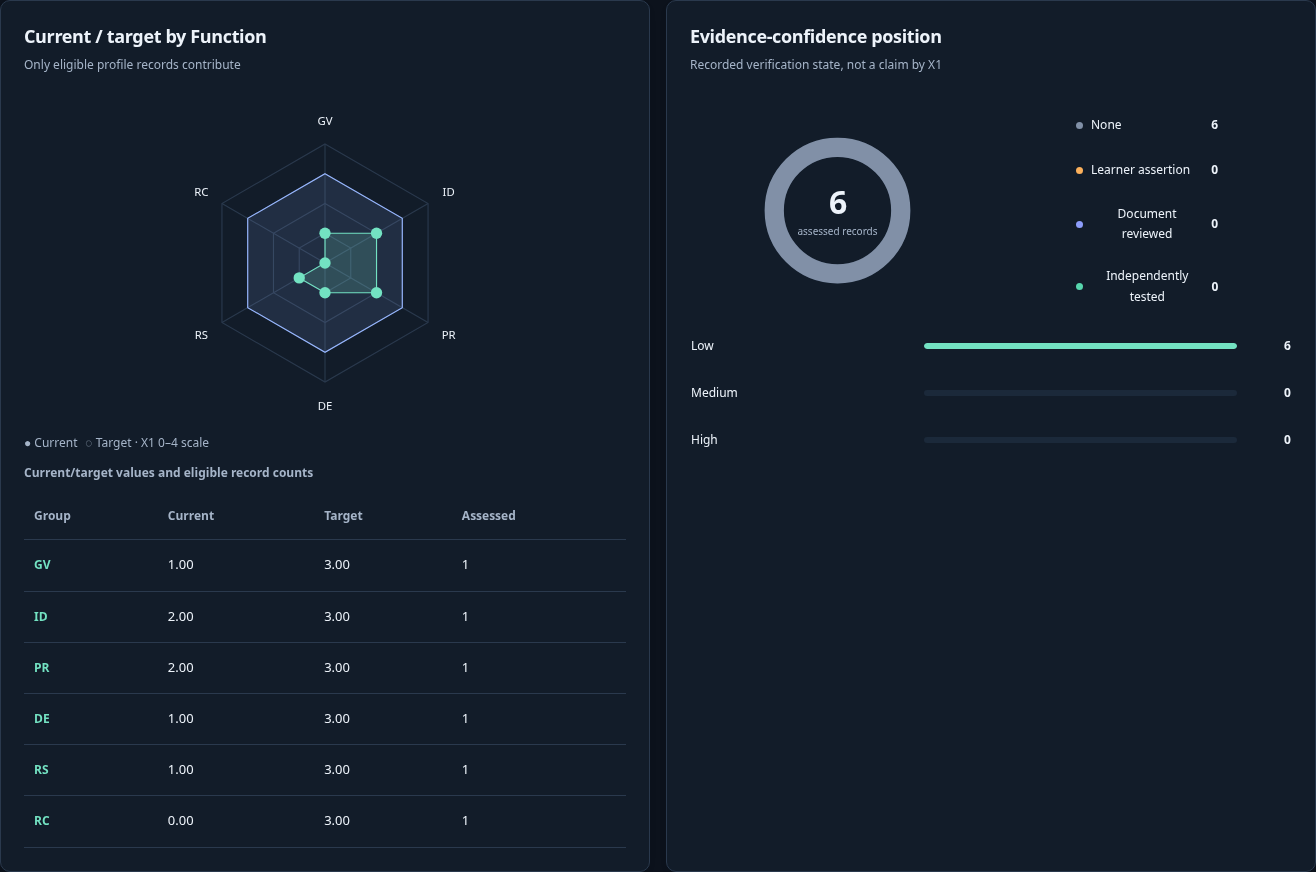 Current / target by Function
Only eligible profile records contribute
GV
RC
ID
RS
PR
DE
● Current ○ Target · X1 0–4 scale
Current/target values and eligible record counts
Group Current Target Assessed
GV 1.00 3.00 1
ID 2.00 3.00 1
PR 2.00 3.00 1
DE 1.00 3.00 1
RS 1.00 3.00 1
RC 0.00 3.00 1
Evidence-confidence position
Recorded verification state, not a claim by X1
6
assessed records
None 6
Learner assertion 0
Document
reviewed 0
Independently
tested 0
Low 6
Medium 0
High 0